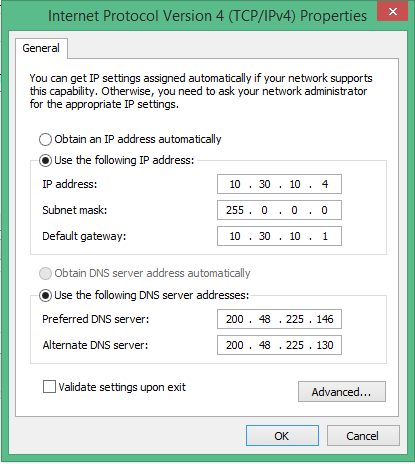 Internet Protocol Version 4 (TCP/IPv4) Properties
General
You can get IP settings assigned automatically if your network supports
this capability. Otherwise, you need to ask your network administrator
for the appropriate IP settings.
Obtain an IP address automatically
Use the following IP address:
IP address: 10 . 30 . 10 . 4
Subnet mask: 255 . 0 . 0 . 0
Default gateway: 10 . 30 . 10 . 1
Obtain DNS server address automatically
Use the following DNS server addresses:
Preferred DNS server: 200 . 48 . 225 . 146
Alternate DNS server: 200 . 48 . 225 . 130
Validate settings upon exit
Advanced...
OK Cancel